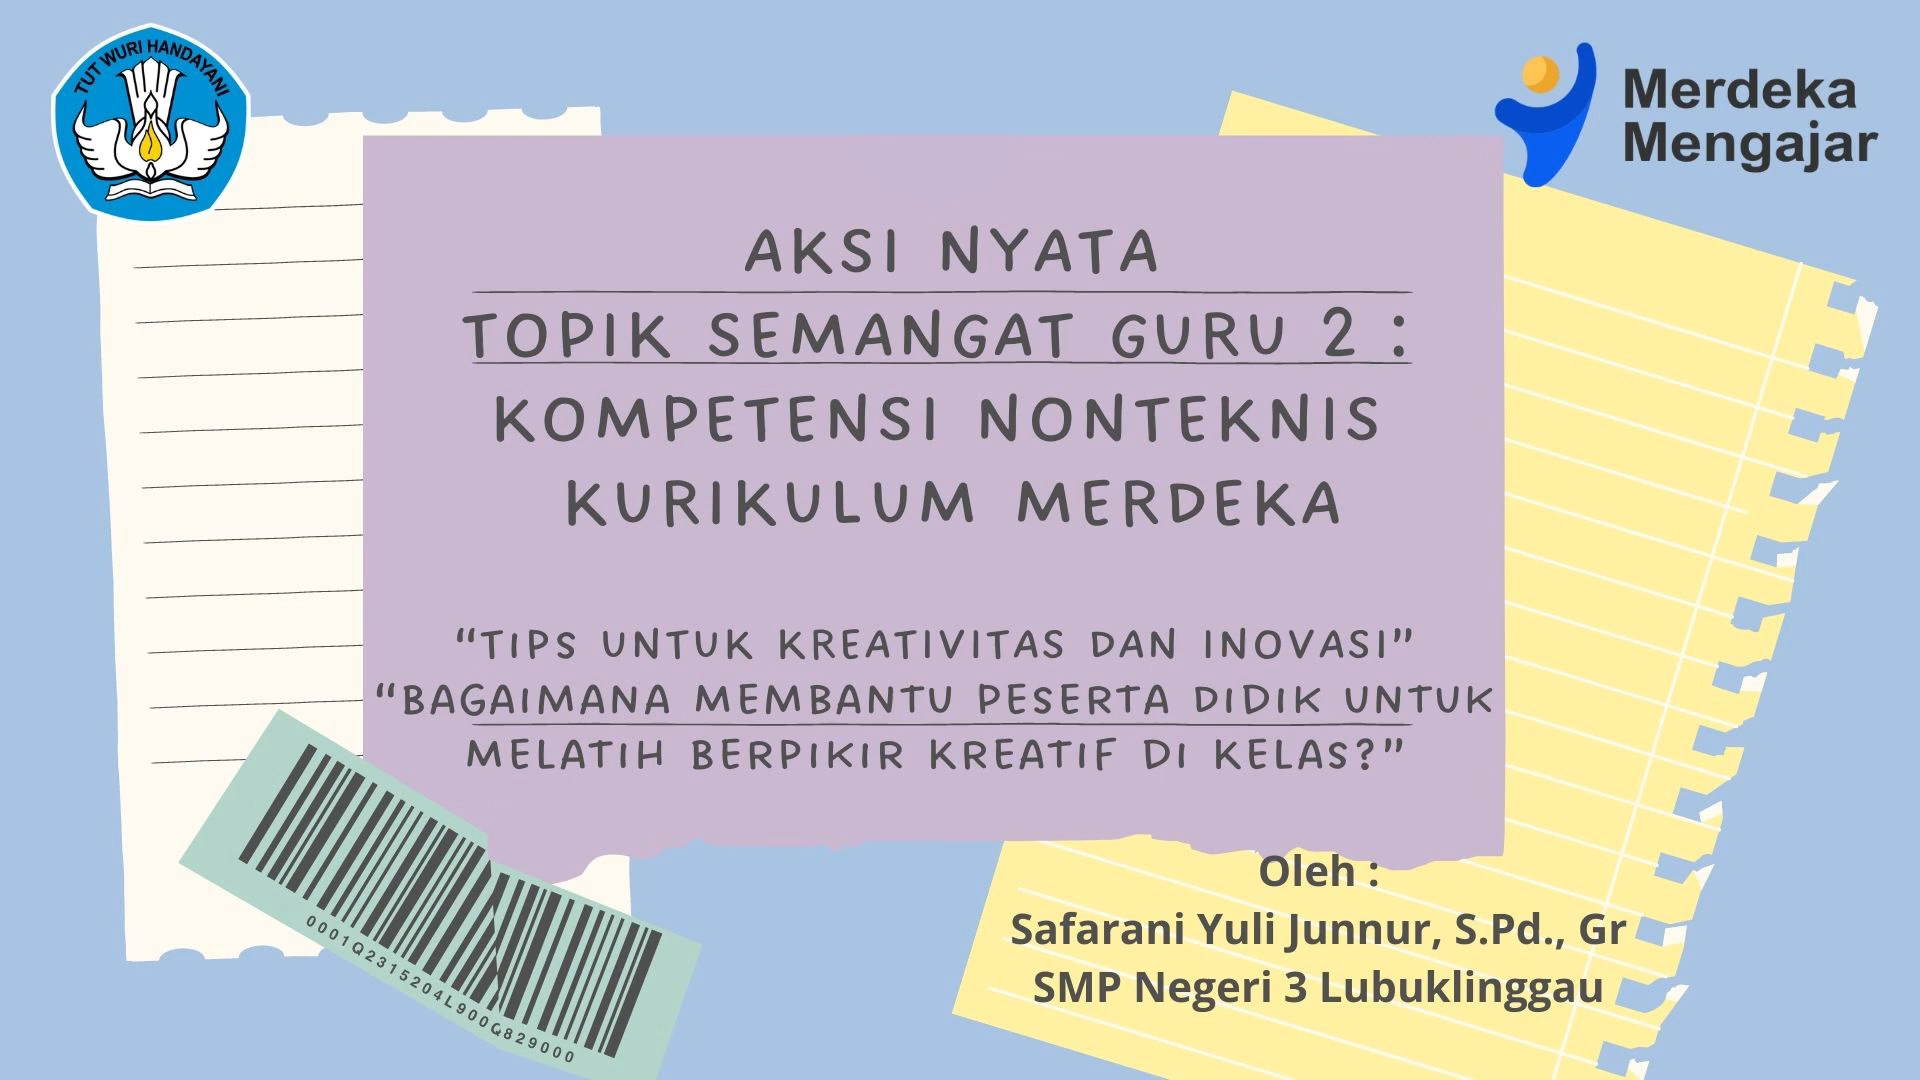 TUT WURI HANDAYANI
Merdeka
Mengajar
AKSI NYATA
TOPIK SEMANGAT GURU 2 :
KOMPETENSI NONTEKNIS
KURIKULUM MERDEKA
“TIPS UNTUK KREATIVITAS DAN INOVASI”
“BAGAIMANA MEMBANTU PESERTA DIDIK UNTUK
MELATIH BERPIKIR KREATIF DI KELAS?”
Oleh :
Safarani Yuli Junnur, S.Pd., Gr
SMP Negeri 3 Lubuklinggau
0001Q2315204L900Q829000